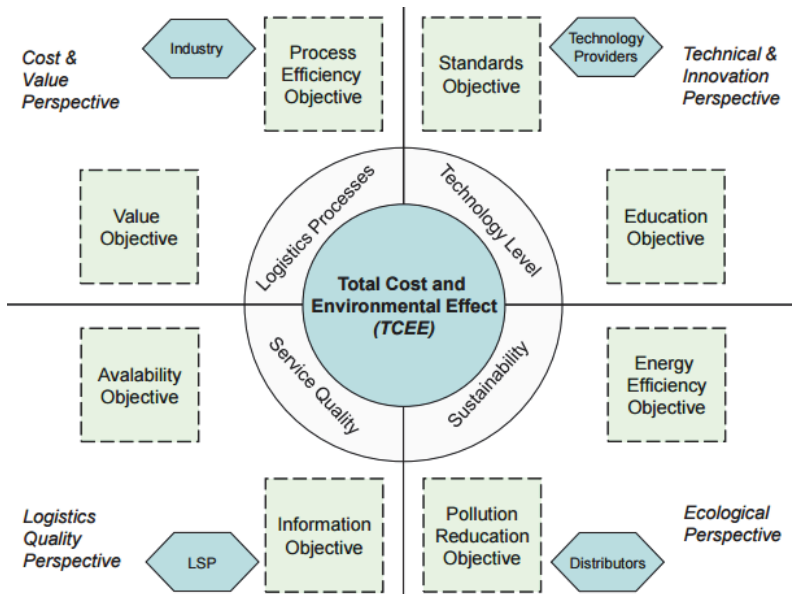 Cost &
Value
Perspective
Industry
Process
Efficiency
Objective
Standards
Objective
Technology
Providers
Technical &
Innovation
Perspective
Value
Objective
Logistics Processes
Technology Level
Education
Objective
Total Cost and
Environmental Effect
(TCEE)
Avalability
Objective
Service Quality
Sustainability
Energy
Efficiency
Objective
Logistics
Quality
Perspective
LSP
Information
Objective
Pollution
Reducation
Objective
Distributors
Ecological
Perspective